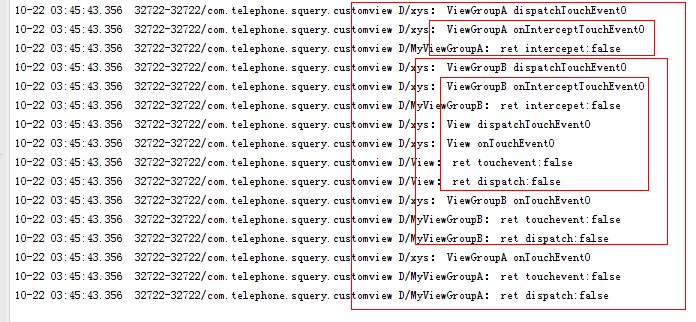 10-22 03:45:43.356 32722-32722/com.telephone.squery.customview D/xys: ViewGroupA dispatchTouchEvent0
10-22 03:45:43.356 32722-32722/com.telephone.squery.customview D/xys: ViewGroupA onInterceptTouchEvent0
10-22 03:45:43.356 32722-32722/com.telephone.squery.customview D/MyViewGroupA: ret intercepet:false
10-22 03:45:43.356 32722-32722/com.telephone.squery.customview D/xys: ViewGroupB dispatchTouchEvent0
10-22 03:45:43.356 32722-32722/com.telephone.squery.customview D/xys: ViewGroupB onInterceptTouchEvent0
10-22 03:45:43.356 32722-32722/com.telephone.squery.customview D/MyViewGroupB: ret intercepet:false
10-22 03:45:43.356 32722-32722/com.telephone.squery.customview D/xys: View dispatchTouchEvent0
10-22 03:45:43.356 32722-32722/com.telephone.squery.customview D/xys: View onTouchEvent0
10-22 03:45:43.356 32722-32722/com.telephone.squery.customview D/View: ret touchevent:false
10-22 03:45:43.356 32722-32722/com.telephone.squery.customview D/View: ret dispatch:false
10-22 03:45:43.356 32722-32722/com.telephone.squery.customview D/xys: ViewGroupB onTouchEvent0
10-22 03:45:43.356 32722-32722/com.telephone.squery.customview D/MyViewGroupB: ret touchevent:false
10-22 03:45:43.356 32722-32722/com.telephone.squery.customview D/MyViewGroupB: ret dispatch:false
10-22 03:45:43.356 32722-32722/com.telephone.squery.customview D/xys: ViewGroupA onTouchEvent0
10-22 03:45:43.356 32722-32722/com.telephone.squery.customview D/MyViewGroupA: ret touchevent:false
10-22 03:45:43.356 32722-32722/com.telephone.squery.customview D/MyViewGroupA: ret dispatch:false